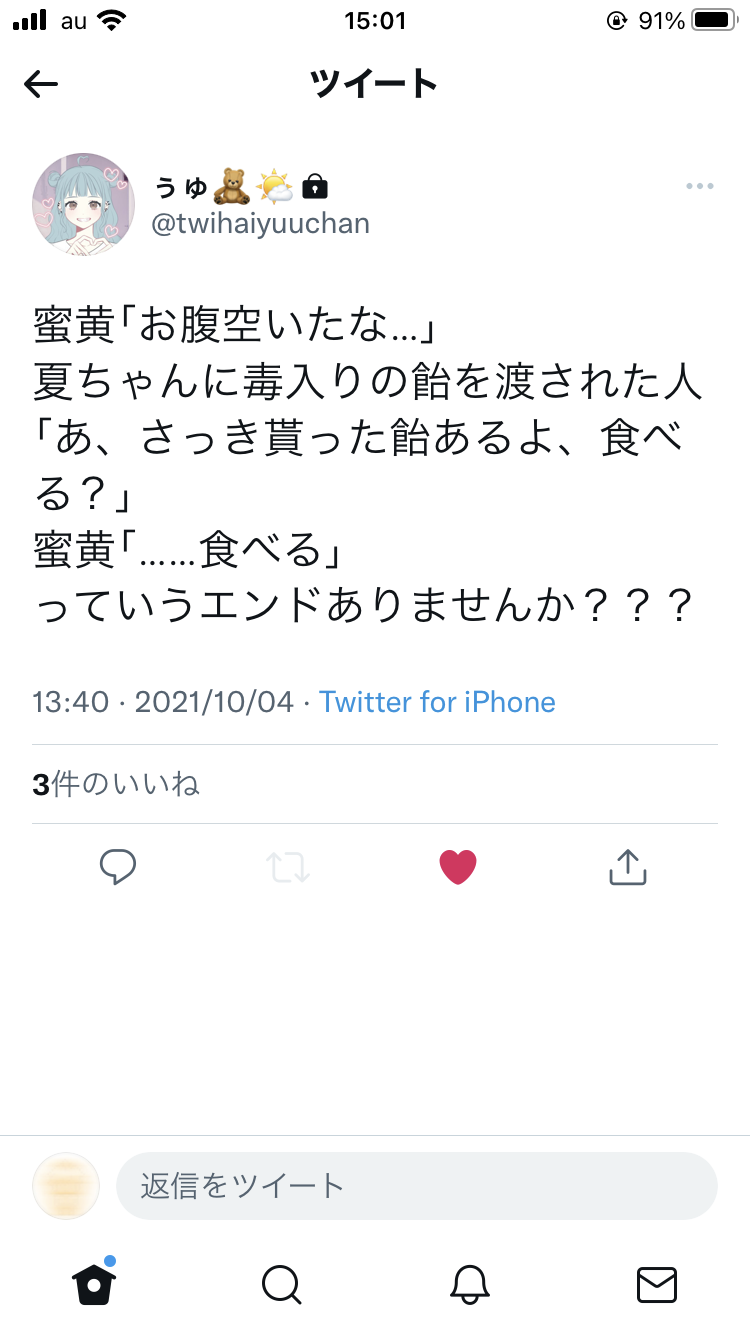 au 15:01 91%
ツイート
うゆ🧸🌤🔒
@twihaiyuuchan
蜜黄｢お腹空いたな…｣
夏ちゃんに毒入りの飴を渡された人
｢あ、さっき貰った飴あるよ、食べ
る？｣
蜜黄｢……食べる｣
っていうエンドありませんか？？？
13:40 · 2021/10/04 · Twitter for iPhone
3件のいいね
返信をツイート